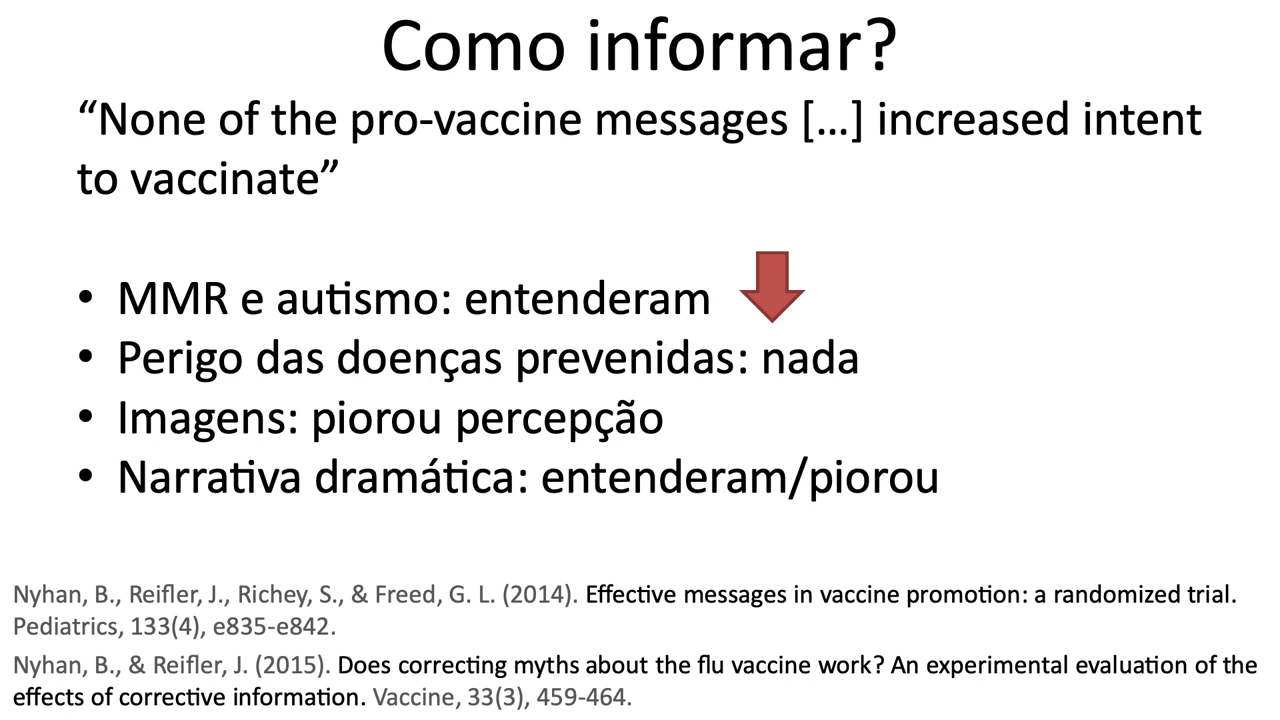 Como informar?
“None of the pro-vaccine messages [...] increased intent
to vaccinate”
• MMR e autismo: entenderam
• Perigo das doenças prevenidas: nada
• Imagens: piorou percepção
• Narrativa dramática: entenderam/piorou
Nyhan, B., Reifler, J., Richey, S., & Freed, G. L. (2014). Effective messages in vaccine promotion: a randomized trial.
Pediatrics, 133(4), e835-e842.
Nyhan, B., & Reifler, J. (2015). Does correcting myths about the flu vaccine work? An experimental evaluation of the
effects of corrective information. Vaccine, 33(3), 459-464.